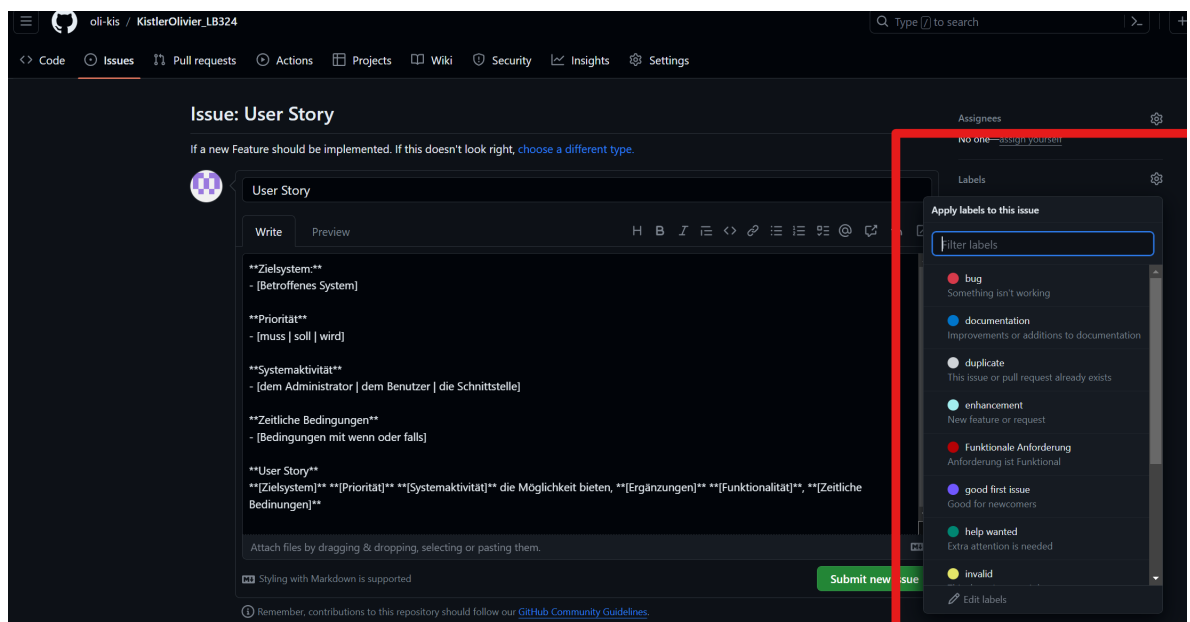 oli-kis / KistlerOlivier_LB324
Type / to search
Code Issues Pull requests Actions Projects Wiki Security Insights Settings
Issue: User Story
If a new Feature should be implemented. If this doesn't look right, choose a different type.
User Story
Write Preview
**Zielsystem:**
- [Betroffenes System]
**Priorität**
- [muss | soll | wird]
**Systemaktivität**
- [dem Administrator | dem Benutzer | die Schnittstelle]
**Zeitliche Bedingungen**
- [Bedingungen mit wenn oder falls]
**User Story**
**[Zielsystem]** **[Priorität]** **[Systemaktivität]** die Möglichkeit bieten, **[Ergänzungen]** **[Funktionalität]**, **[Zeitliche
Bedinungen]**
Attach files by dragging & dropping, selecting or pasting them.
Styling with Markdown is supported
Submit new issue
Remember, contributions to this repository should follow our GitHub Community Guidelines.
Assignees
No one—assign yourself
Labels
Apply labels to this issue
Filter labels
bug
Something isn't working
documentation
Improvements or additions to documentation
duplicate
This issue or pull request already exists
enhancement
New feature or request
Funktionale Anforderung
Anforderung ist Funktional
good first issue
Good for newcomers
help wanted
Extra attention is needed
invalid
Edit labels